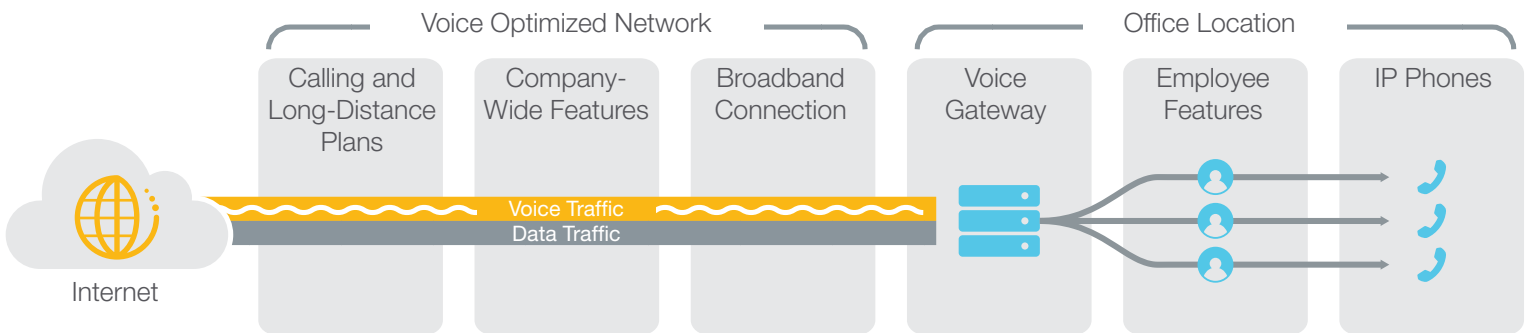 Voice Optimized Network
Office Location
Calling and
Long-Distance
Plans
Company-
Wide Features
Broadband
Connection
Voice
Gateway
Employee
Features
IP Phones
Voice Traffic
Data Traffic
Internet